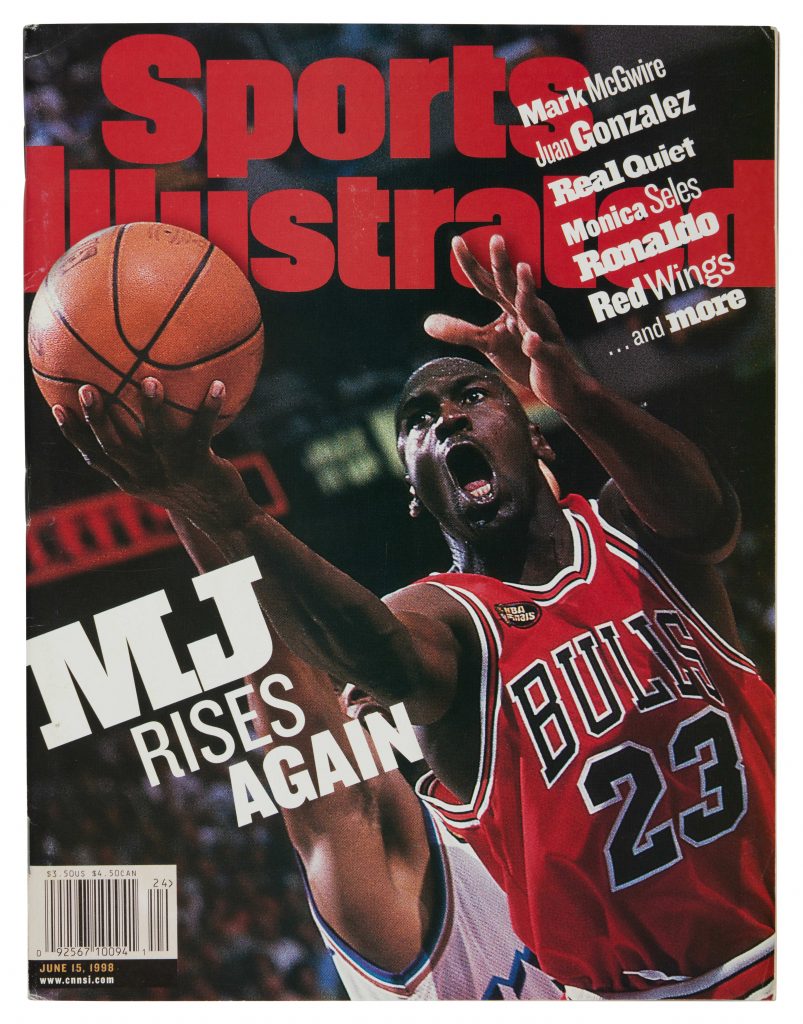 Sports
Illustrated
Mark McGwire
Juan Gonzalez
Real Quiet
Monica Seles
Ronaldo
Red Wings
...and more
MJ
RISES
AGAIN
NBA
Finals
BULLS
23
$3.50US $4.50CAN
24>
0 92567 10094 1
JUNE 15, 1998
www.cnnsi.com